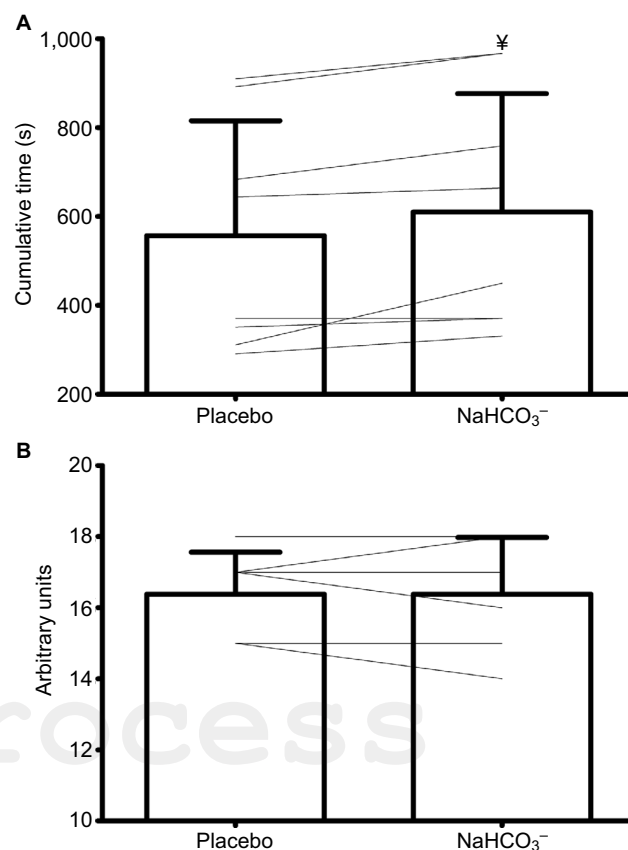 A
1,000
¥
800
600
400
200
Cumulative time (s)
Placebo
NaHCO₃⁻
B
20
18
16
14
12
10
Arbitrary units
rocess
Placebo
NaHCO₃⁻